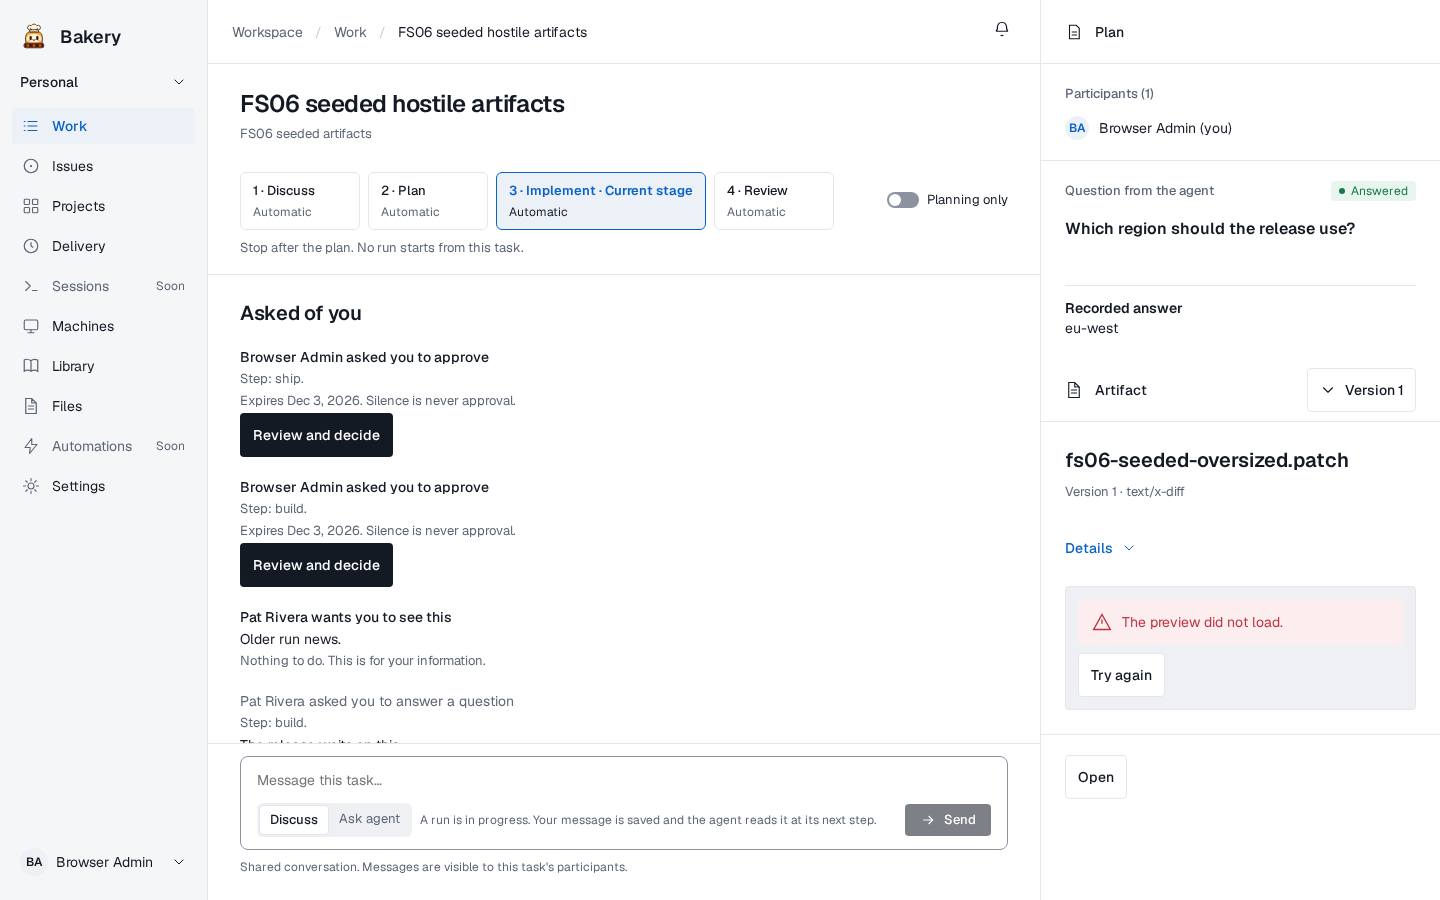 Bakery
Personal
Work
Issues
Projects
Delivery
Sessions Soon
Machines
Library
Files
Automations Soon
Settings
BA Browser Admin
Workspace / Work / FS06 seeded hostile artifacts
FS06 seeded hostile artifacts
FS06 seeded artifacts
1 · Discuss
Automatic
2 · Plan
Automatic
3 · Implement · Current stage
Automatic
4 · Review
Automatic
Planning only
Stop after the plan. No run starts from this task.
Asked of you
Browser Admin asked you to approve
Step: ship.
Expires Dec 3, 2026. Silence is never approval.
Review and decide
Browser Admin asked you to approve
Step: build.
Expires Dec 3, 2026. Silence is never approval.
Review and decide
Pat Rivera wants you to see this
Older run news.
Nothing to do. This is for your information.
Pat Rivera asked you to answer a question
Step: build.
Message this task...
Discuss Ask agent A run is in progress. Your message is saved and the agent reads it at its next step. Send
Shared conversation. Messages are visible to this task's participants.
Plan
Participants (1)
BA Browser Admin (you)
Question from the agent Answered
Which region should the release use?
Recorded answer
eu-west
Artifact Version 1
fs06-seeded-oversized.patch
Version 1 · text/x-diff
Details
The preview did not load.
Try again
Open